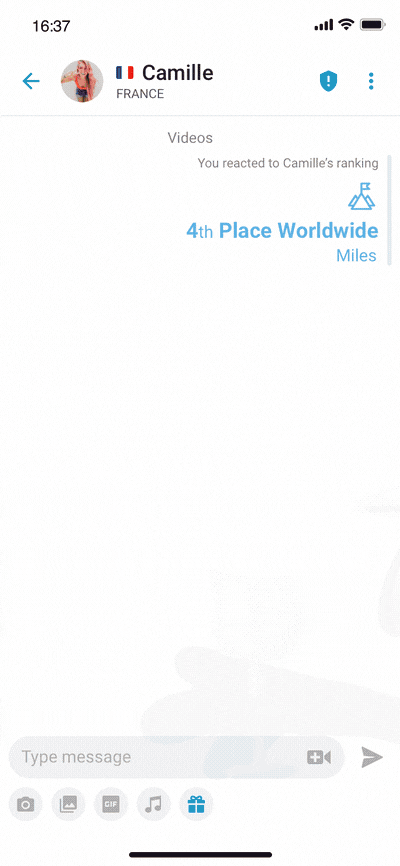 16:37
Camille
FRANCE
Videos
You reacted to Camille's ranking
4th Place Worldwide
Miles
Type message
GIF